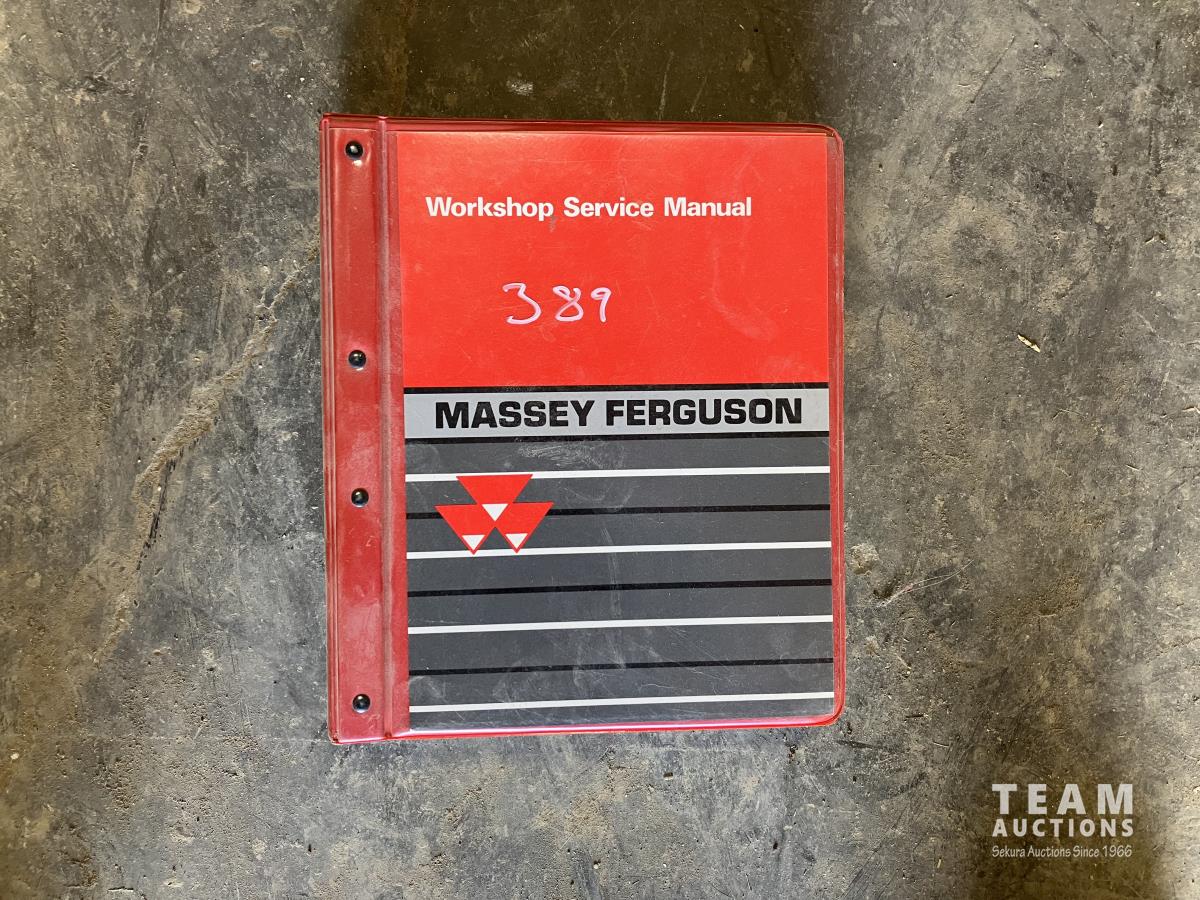 Workshop Service Manual
389
MASSEY FERGUSON
TEAM
AUCTIONS
Sekura Auctions Since 1966